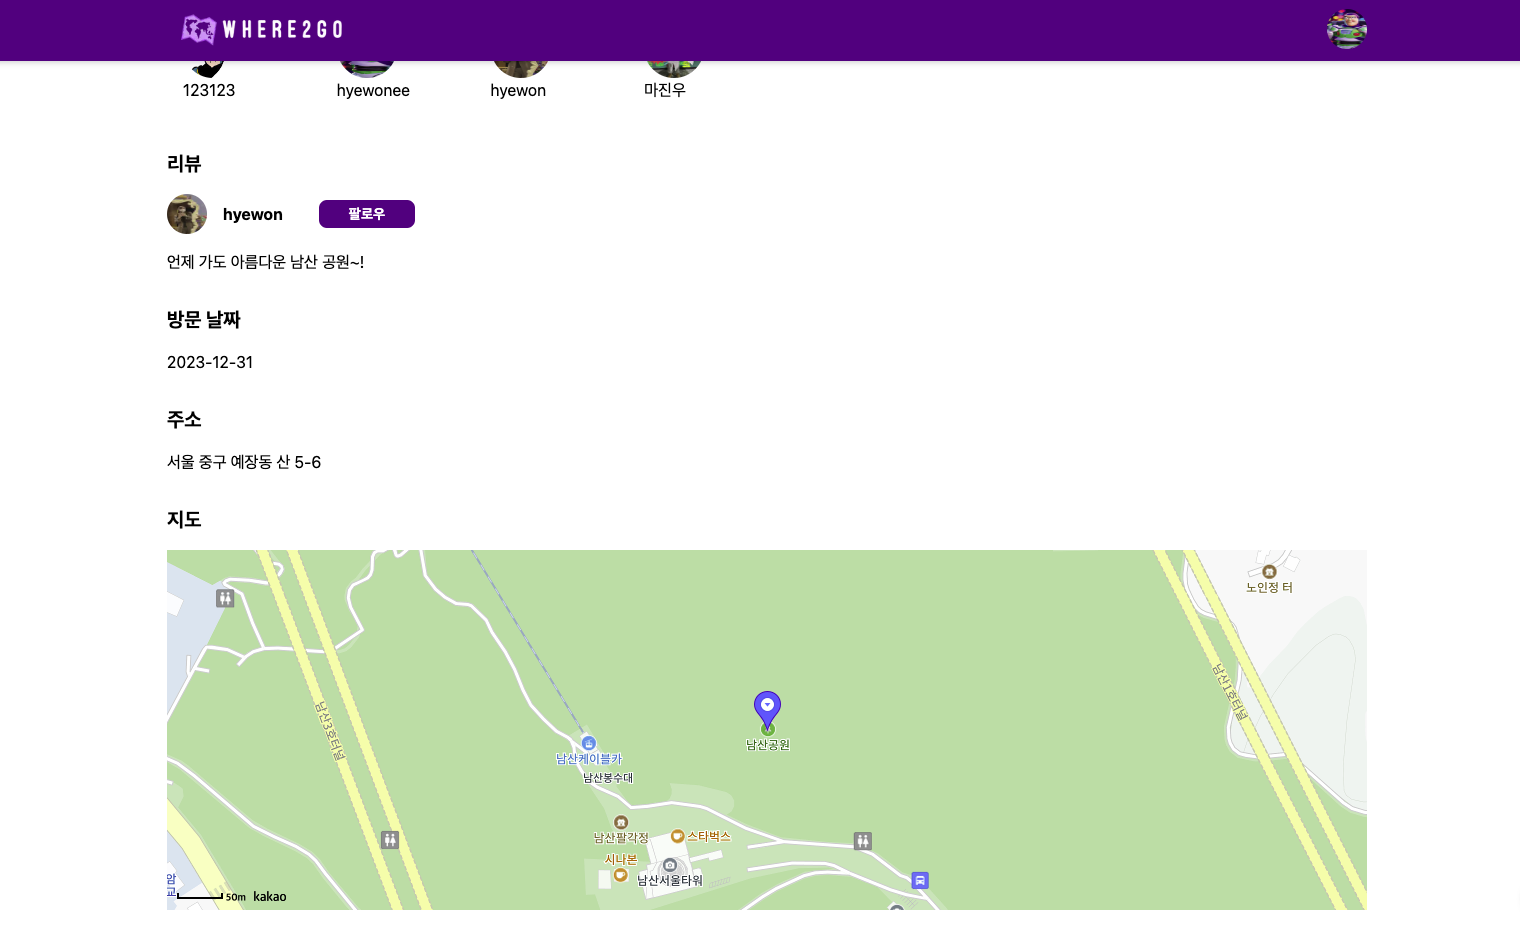 WHERE2GO
123123
hyewonee
hyewon
마진우
리뷰
hyewon
팔로우
언제 가도 아름다운 남산 공원~!
방문 날짜
2023-12-31
주소
서울 중구 예장동 산 5-6
지도
노인정 터
남산1호터널
남산3호터널
남산공원
남산케이블카
남산봉수대
남산팔각정
스타벅스
시나본
남산서울타워
암
교
50m
kakao